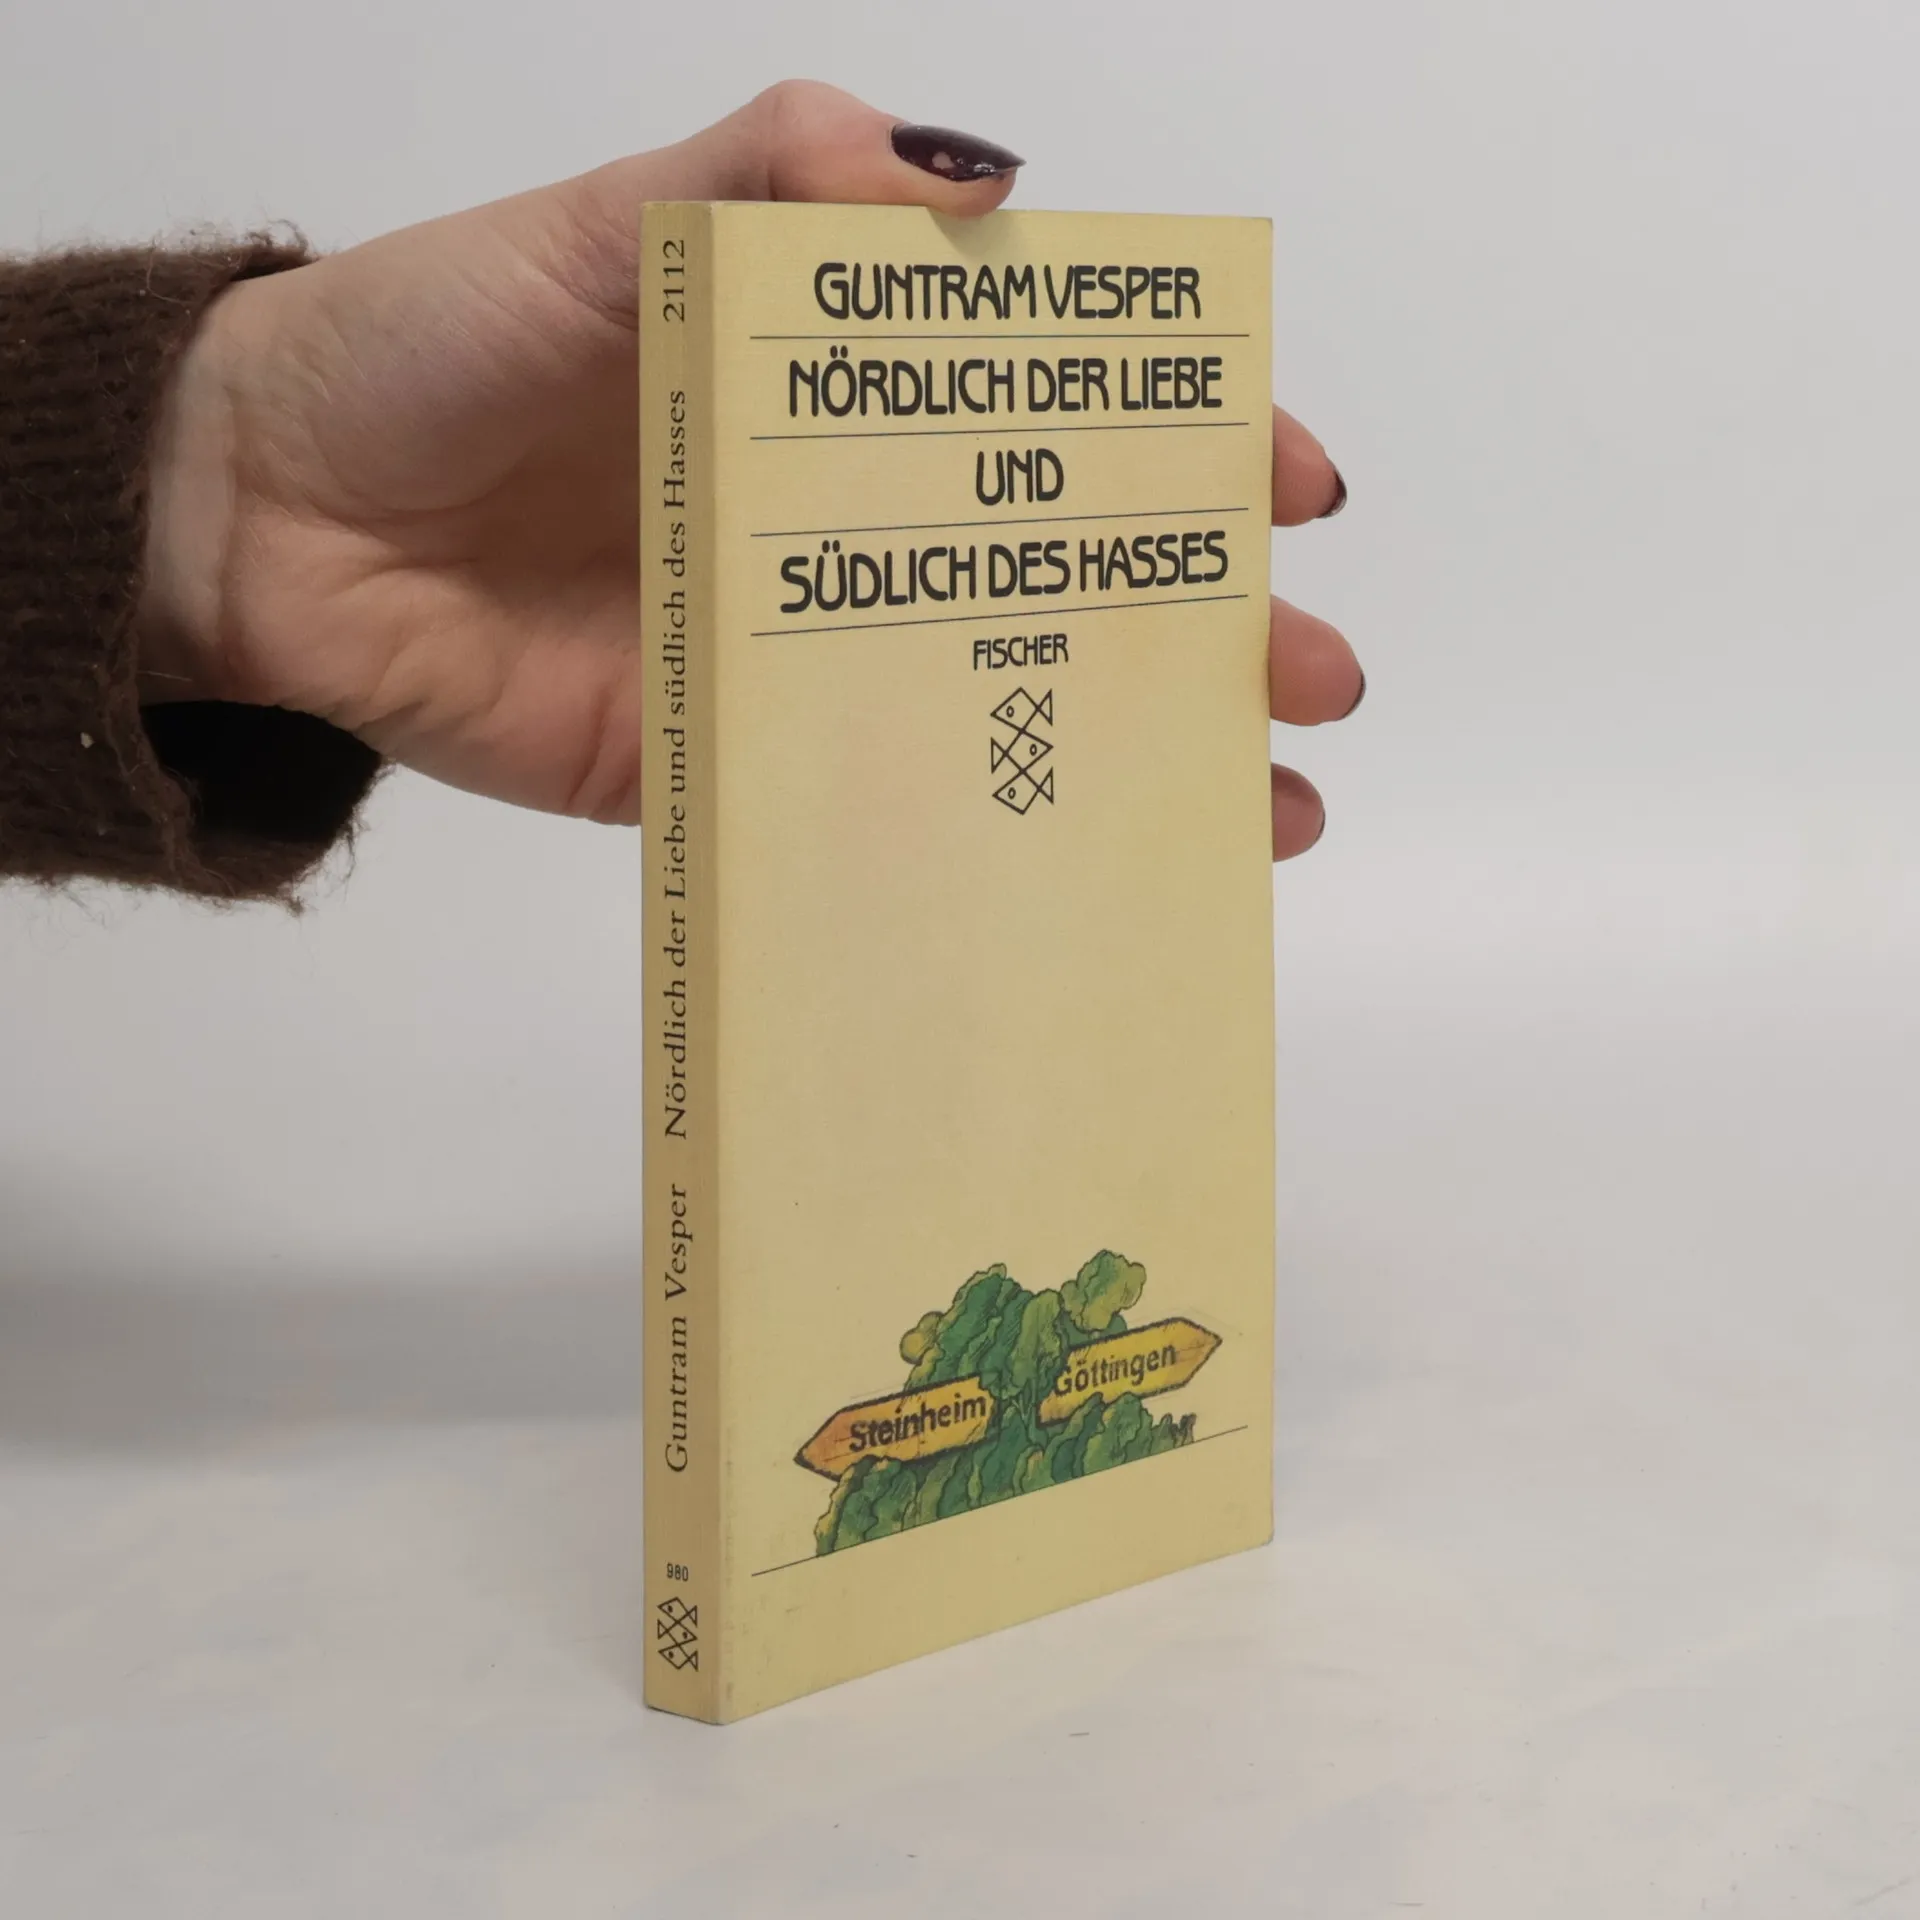 GUNTRAM VESPER
NÖRDLICH DER LIEBE
UND
SÜDLICH DES HASSES
FISCHER
Steinheim
Göttingen
Guntram Vesper Nördlich der Liebe und südlich des Hasses 2112
980